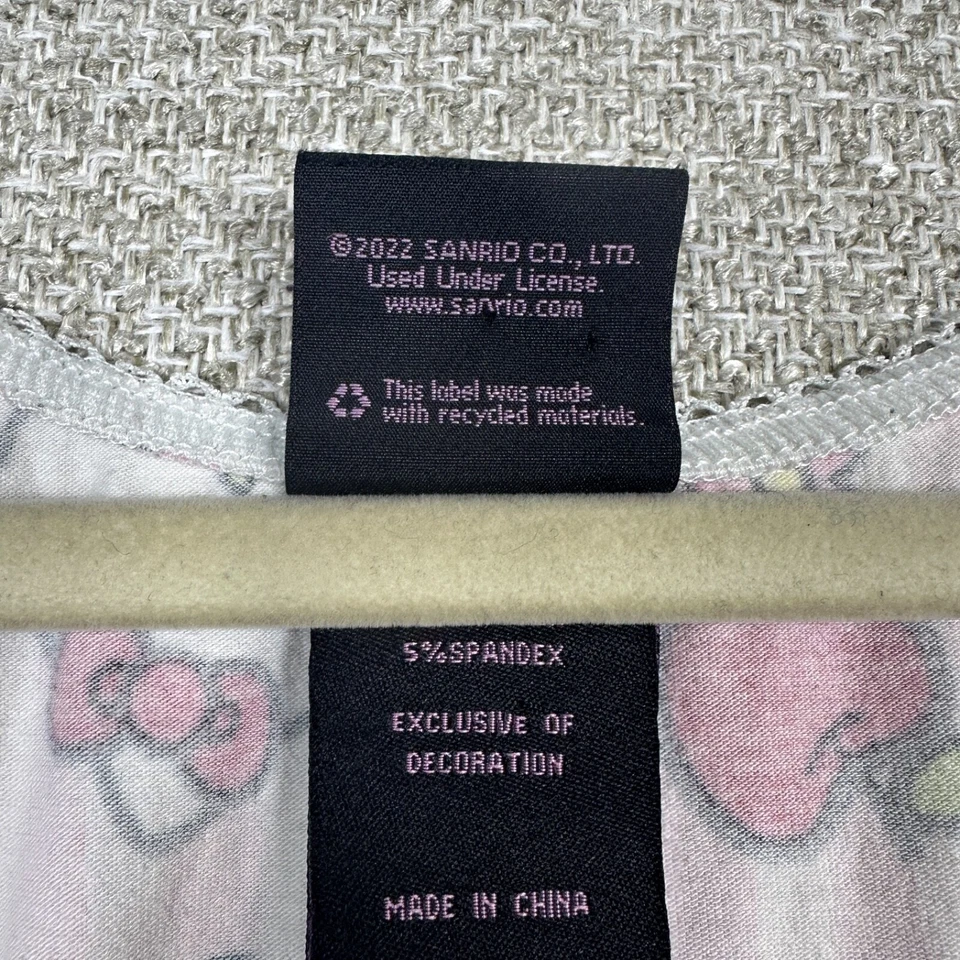 ©2022 SANRIO CO., LTD.
Used Under License.
www.sanrio.com
This label was made
with recycled materials.
5%SPANDEX
EXCLUSIVE OF
DECORATION
MADE IN CHINA